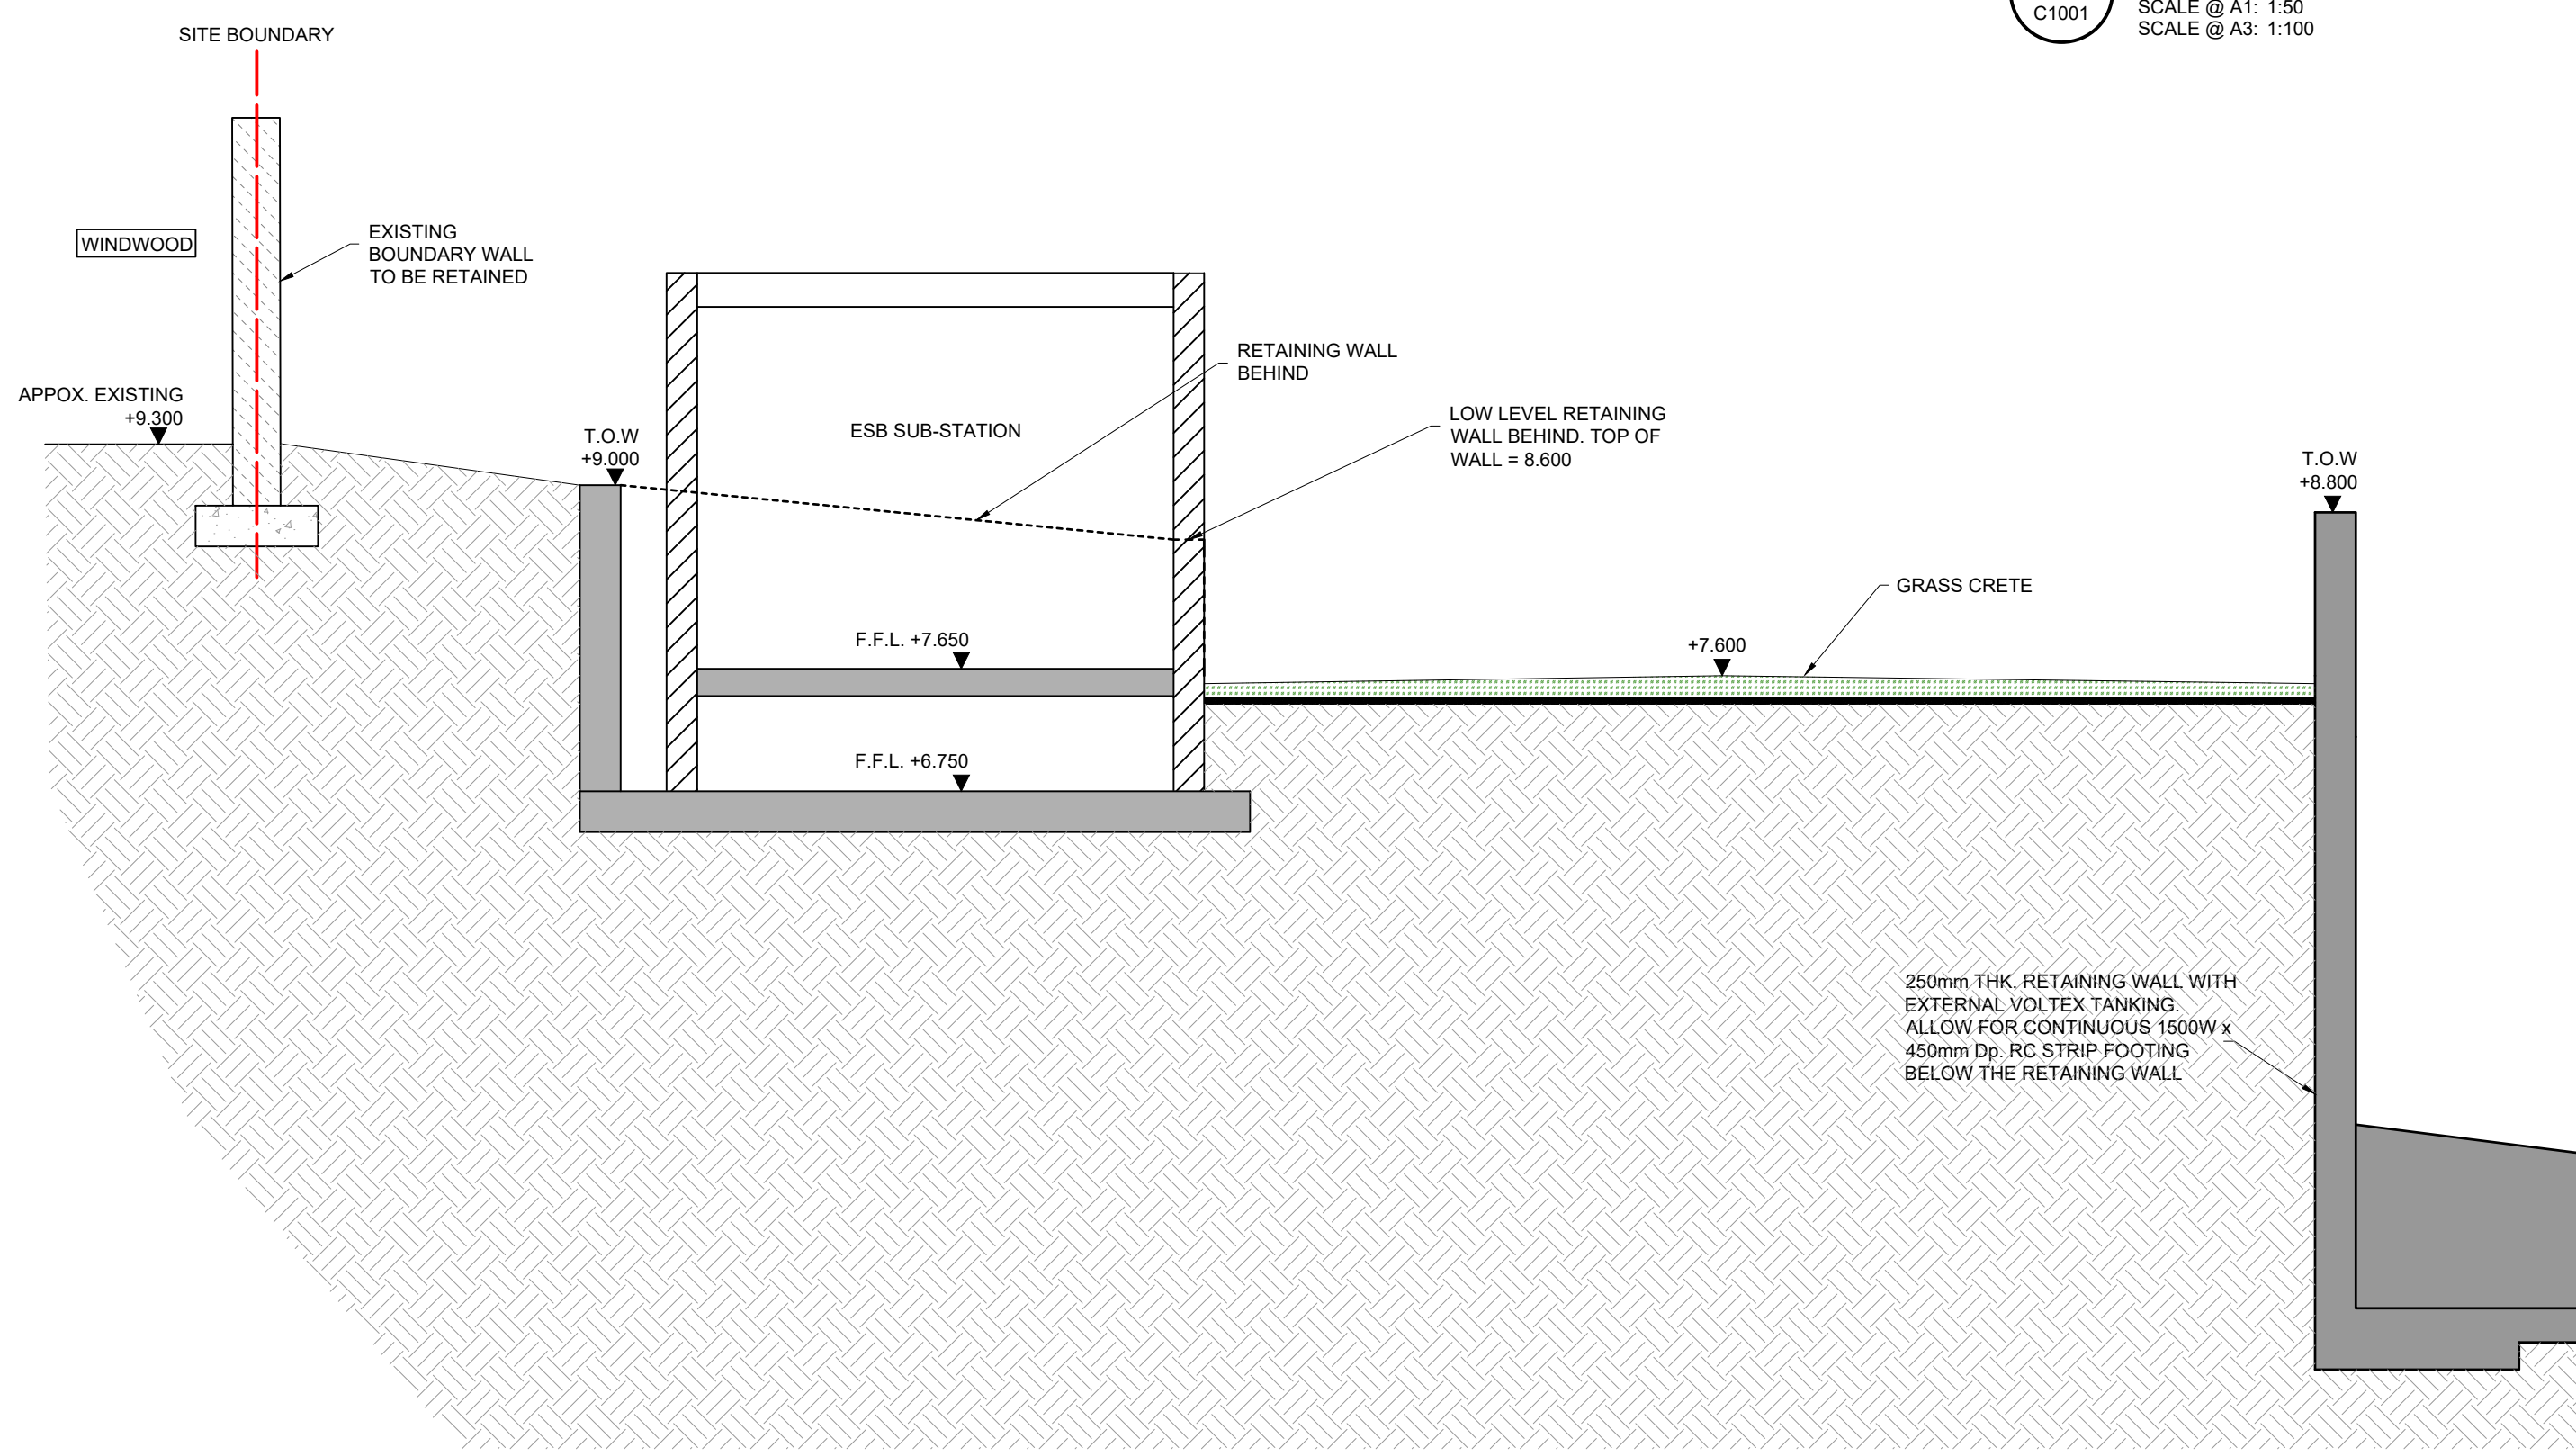 C1001
SCALE @ A1: 1:50
SCALE @ A3: 1:100
SITE BOUNDARY
WINDWOOD
EXISTING
BOUNDARY WALL
TO BE RETAINED
APPOX. EXISTING
+9.300
T.O.W
+9.000
ESB SUB-STATION
RETAINING WALL
BEHIND
LOW LEVEL RETAINING
WALL BEHIND. TOP OF
WALL = 8.600
T.O.W
+8.800
GRASS CRETE
F.F.L. +7.650
+7.600
F.F.L. +6.750
250mm THK. RETAINING WALL WITH
EXTERNAL VOLTEX TANKING.
ALLOW FOR CONTINUOUS 1500W x
450mm Dp. RC STRIP FOOTING
BELOW THE RETAINING WALL